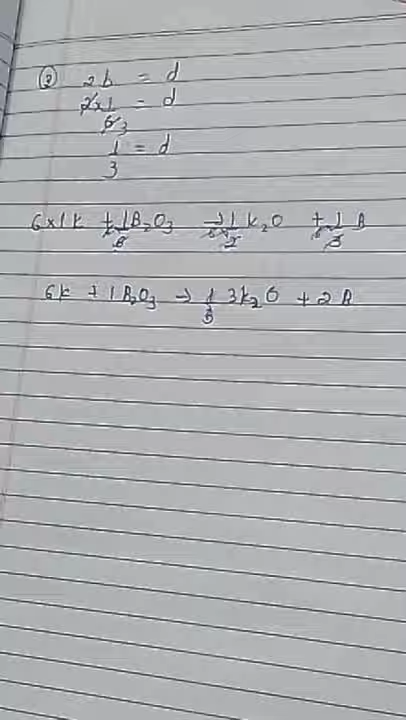 ② 2b = d
2×1/6 3 = d
1/3 = d
6×1K + 1/6 B₂O₃ → 1/2 K₂O + 1/3 B
6K + 1B₂O₃ → 3K₂O + 2B